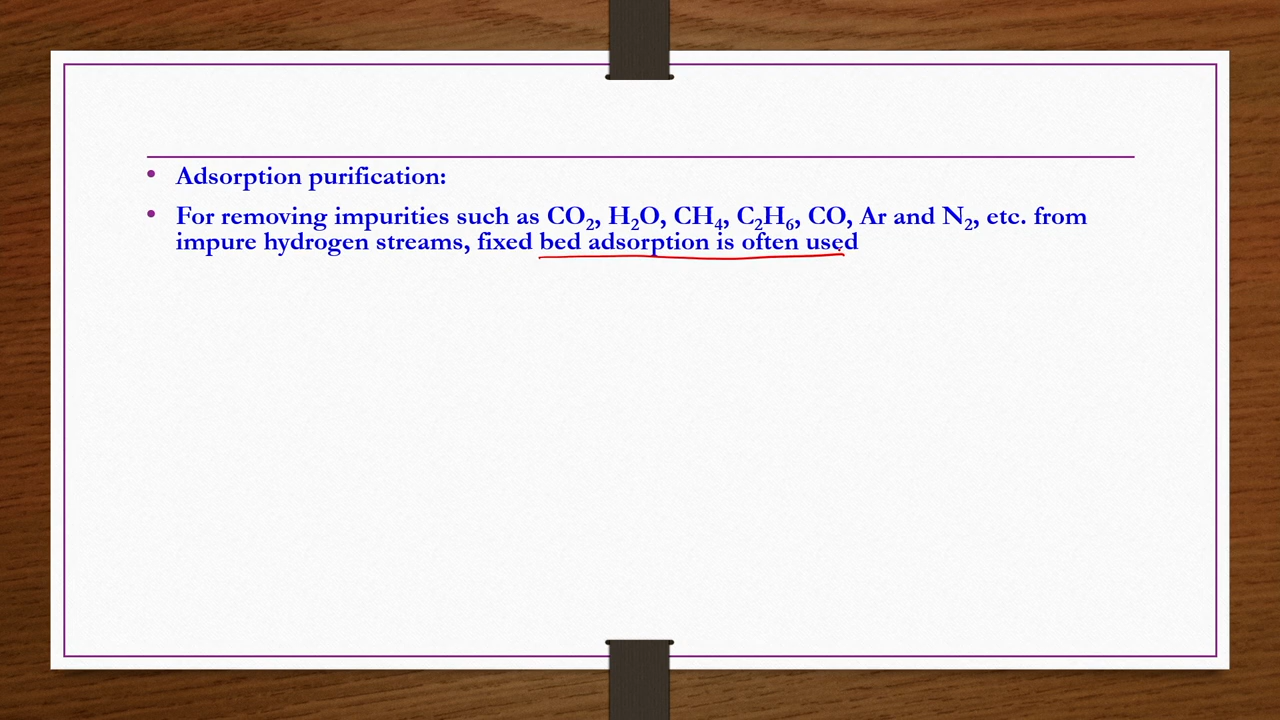 • Adsorption purification:
• For removing impurities such as CO₂, H₂O, CH₄, C₂H₆, CO, Ar and N₂, etc. from
impure hydrogen streams, fixed bed adsorption is often used